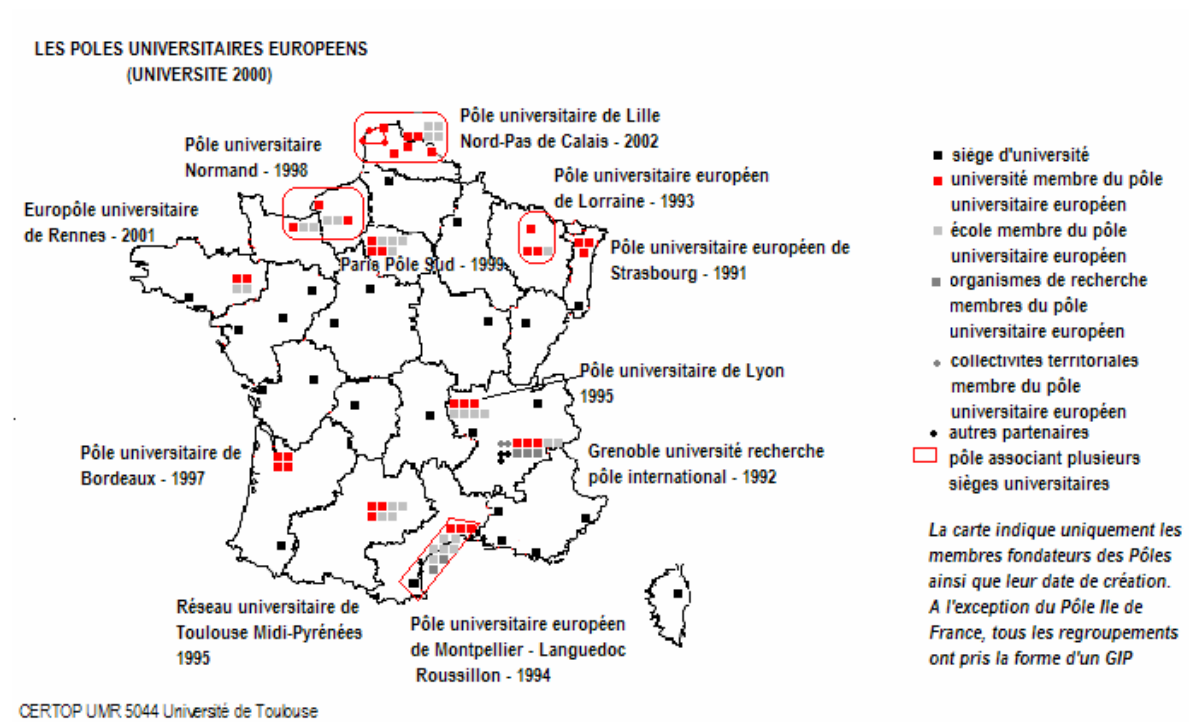 LES POLES UNIVERSITAIRES EUROPEENS
(UNIVERSITE 2000)
Pôle universitaire de Lille
Nord-Pas de Calais - 2002
Pôle universitaire
Normand - 1998
Pôle universitaire européen
de Lorraine - 1993
Europôle universitaire
de Rennes - 2001
Pôle universitaire européen de
Strasbourg - 1991
Paris Pôle Sud - 1999
Pôle universitaire de Lyon
1995
Pôle universitaire de
Bordeaux - 1997
Grenoble université recherche
pôle international - 1992
Réseau universitaire de
Toulouse Midi-Pyrénées
1995
Pôle universitaire européen
de Montpellier - Languedoc
Roussillon - 1994
siège d'université
université membre du pôle
universitaire européen
école membre du pôle
universitaire européen
organismes de recherche
membres du pôle
universitaire européen
collectivites territoriales
membre du pôle
universitaire européen
autres partenaires
pôle associant plusieurs
sièges universitaires
La carte indique uniquement les
membres fondateurs des Pôles
ainsi que leur date de création.
A l'exception du Pôle Ile de
France, tous les regroupements
ont pris la forme d'un GIP
CERTOP UMR 5044 Université de Toulouse